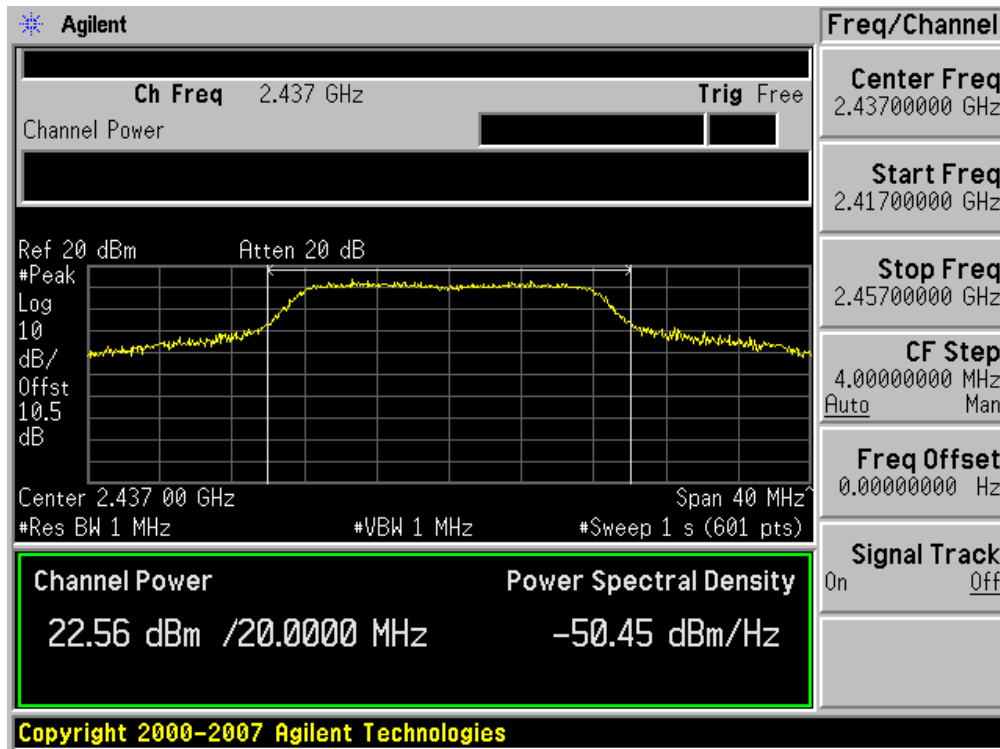 Agilent
Freq/Channel
Ch Freq 2.437 GHz Trig Free
Channel Power
Center Freq
2.43700000 GHz
Start Freq
2.41700000 GHz
Stop Freq
2.45700000 GHz
CF Step
4.00000000 MHz
Auto Man
Freq Offset
0.00000000 Hz
Signal Track
On Off
Ref 20 dBm Atten 20 dB
#Peak
Log
10
dB/
Offst
10.5
dB
Center 2.437 00 GHz Span 40 MHz^
#Res BW 1 MHz #VBW 1 MHz #Sweep 1 s (601 pts)
Channel Power Power Spectral Density
22.56 dBm /20.0000 MHz -50.45 dBm/Hz
Copyright 2000-2007 Agilent Technologies